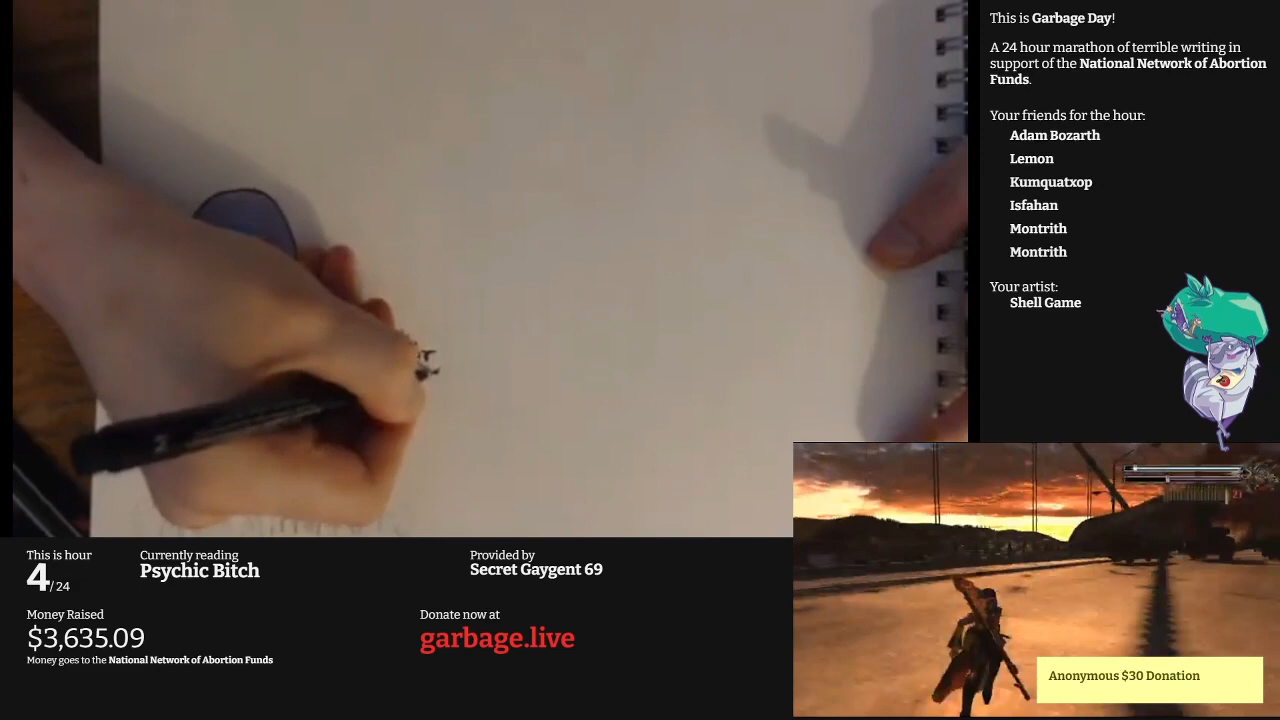 This is Garbage Day!
A 24 hour marathon of terrible writing in
support of the National Network of Abortion
Funds.
Your friends for the hour:
Adam Bozarth
Lemon
Kumquatxop
Isfahan
Montrith
Montrith
Your artist:
Shell Game
This is hour
4/ 24
Currently reading
Psychic Bitch
Provided by
Secret Gaygent 69
Money Raised
$3,635.09
Money goes to the National Network of Abortion Funds
Donate now at
garbage.live
Anonymous $30 Donation